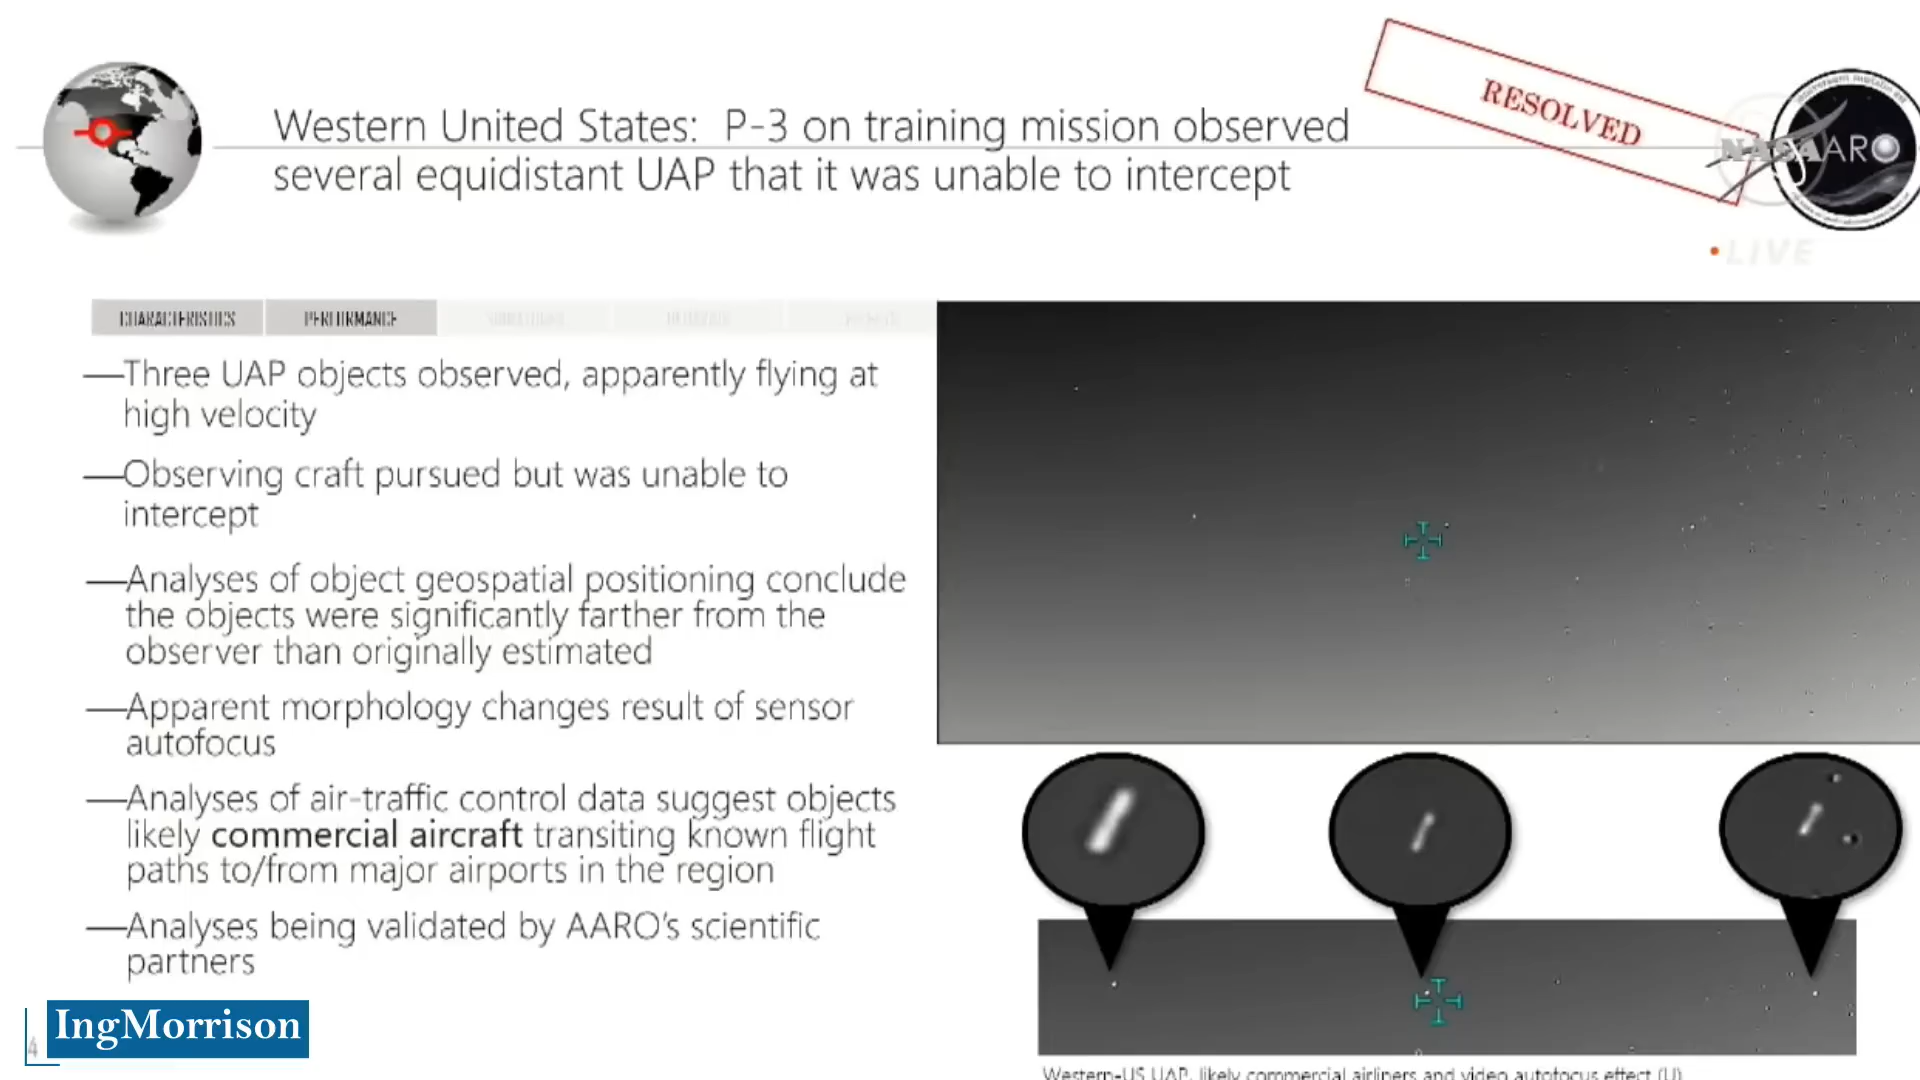 Western United States:  P-3 on training mission observed
several equidistant UAP that it was unable to intercept
RESOLVED
NASA
AARO
LIVE
CHARACTERISTICS
PERFORMANCE
—Three UAP objects observed, apparently flying at
high velocity
—Observing craft pursued but was unable to
intercept
—Analyses of object geospatial positioning conclude
the objects were significantly farther from the
observer than originally estimated
—Apparent morphology changes result of sensor
autofocus
—Analyses of air-traffic control data suggest objects
likely commercial aircraft transiting known flight
paths to/from major airports in the region
—Analyses being validated by AARO's scientific
partners
4
IngMorrison
Western-US UAP, likely commercial airliners and video autofocus effect (U)